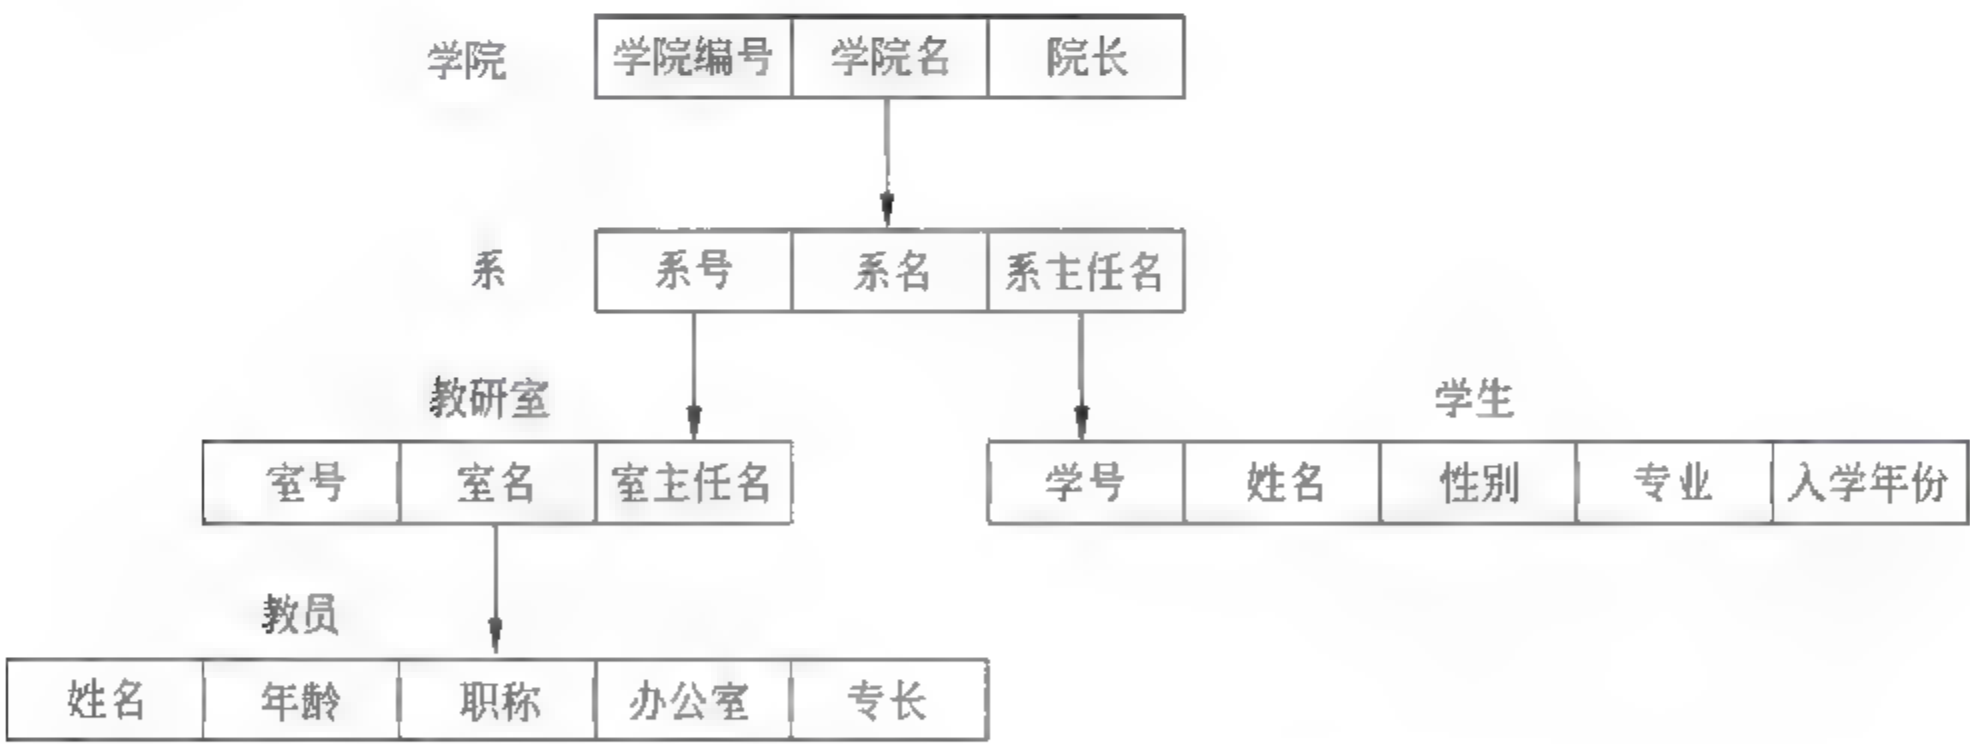 学院 学院编号 学院名 院长
系 系号 系名 系主任名
教研室 学生
室号 室名 室主任名 学号 姓名 性别 专业 入学年份
教员
姓名 年龄 职称 办公室 专长